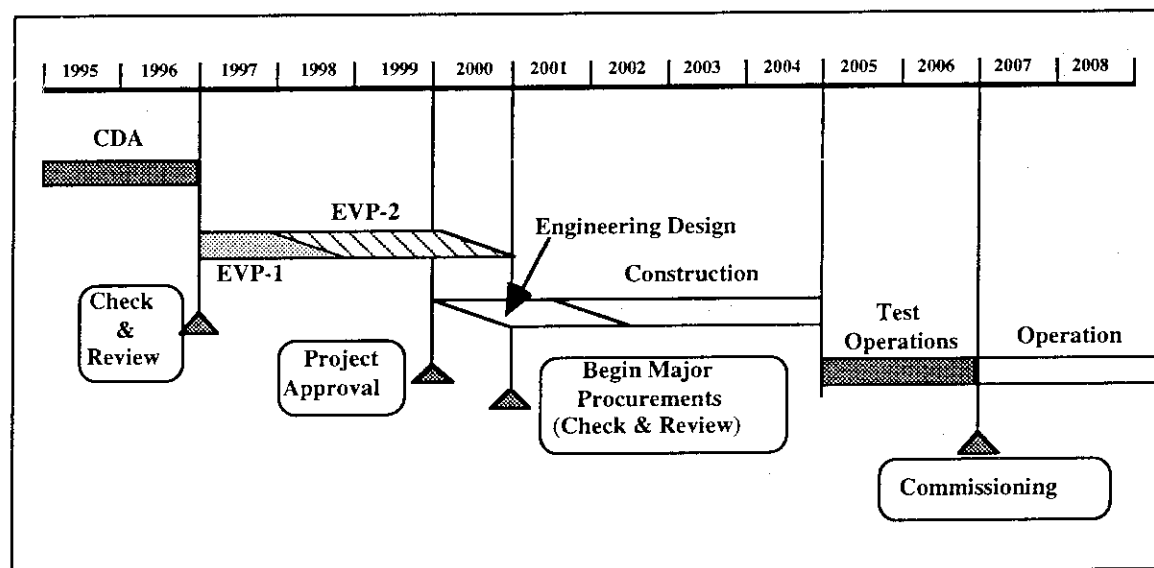 1995 1996 1997 1998 1999 2000 2001 2002 2003 2004 2005 2006 2007 2008
CDA
EVP-2
Engineering Design
EVP-1
Construction
Check
&
Review
Test
Operations
Operation
Project
Approval
Begin Major
Procurements
(Check & Review)
Commissioning